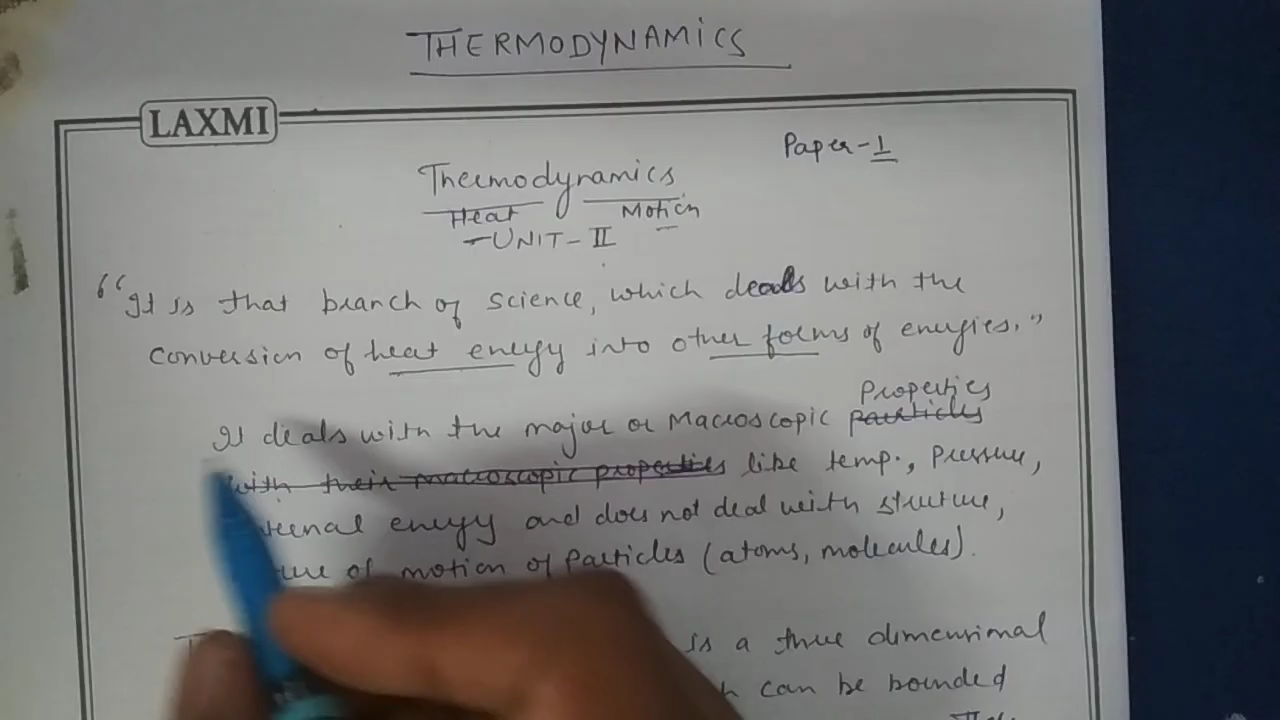 THERMODYNAMICS
LAXMI
Paper-1
Thermodynamics
Heat Motion
-UNIT-II
"It is that branch of science, which deals with the
conversion of heat energy into other forms of energies."
Properties
It deals with the major or Macroscopic particles
with their macroscopic properties like temp., pressure,
energy and does not deal with
of motion of particles (atoms, molecules).
is a three dimensional
can be bounded